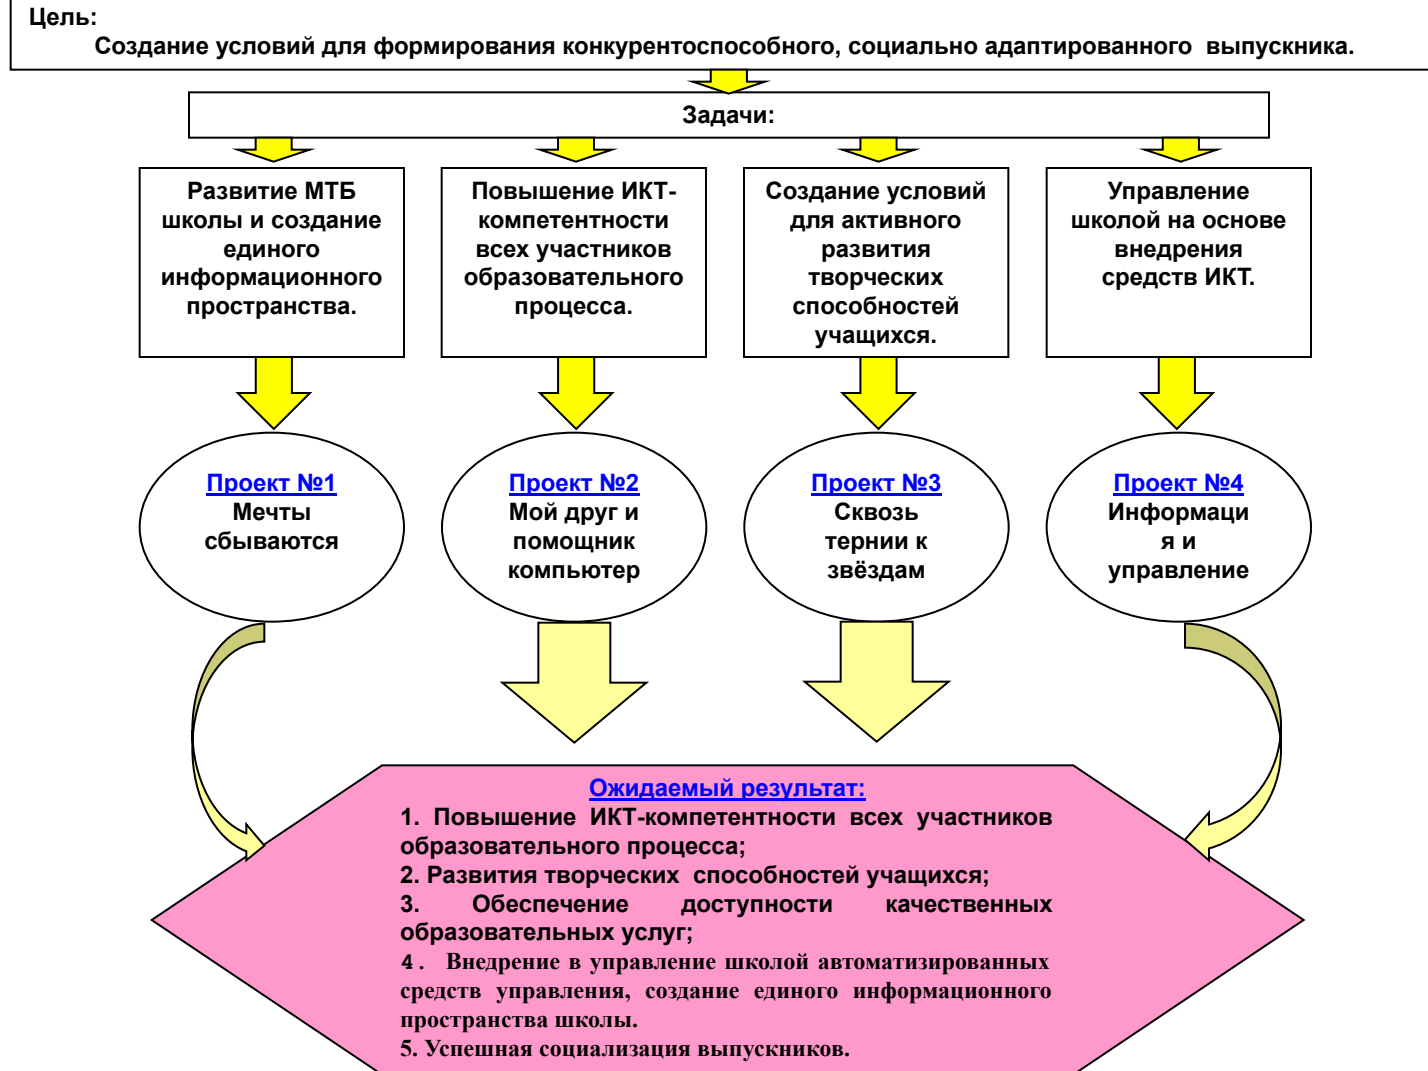 Цель:
Создание условий для формирования конкурентоспособного, социально адаптированного выпускника.
Задачи:
Развитие МТБ
школы и создание
единого
информационного
пространства.
Повышение ИКТ-
компетентности
всех участников
образовательного
процесса.
Создание условий
для активного
развития
творческих
способностей
учащихся.
Управление
школой на основе
внедрения
средств ИКТ.
Проект №1
Мечты
сбываются
Проект №2
Мой друг и
помощник
компьютер
Проект №3
Сквозь
тернии к
звёздам
Проект №4
Информаци
я и
управление
Ожидаемый результат:
1. Повышение ИКТ-компетентности всех участников
образовательного процесса;
2. Развития творческих способностей учащихся;
3. Обеспечение доступности качественных
образовательных услуг;
4. Внедрение в управление школой автоматизированных
средств управления, создание единого информационного
пространства школы.
5. Успешная социализация выпускников.